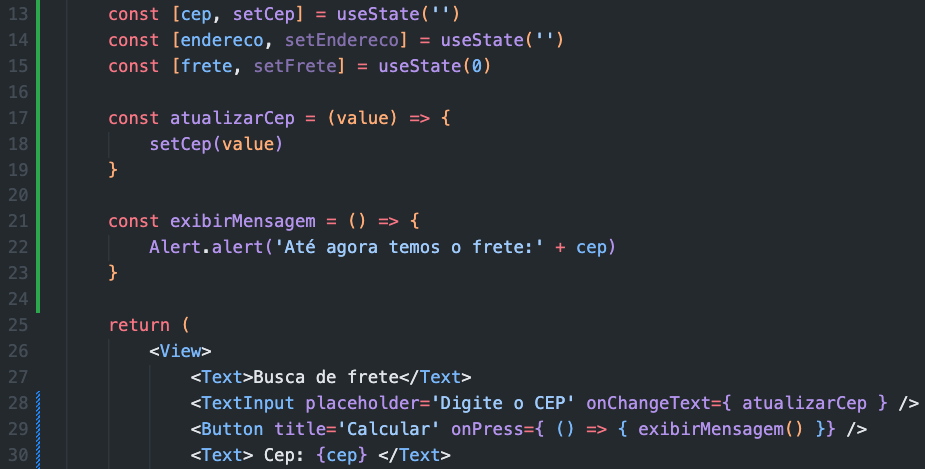 13 const [cep, setCep] = useState('')
14 const [endereco, setEndereco] = useState('')
15 const [frete, setFrete] = useState(0)
16
17 const atualizarCep = (value) => {
18 setCep(value)
19 }
20
21 const exibirMensagem = () => {
22 Alert.alert('Até agora temos o frete:' + cep)
23 }
24
25 return (
26 <View>
27 <Text>Busca de frete</Text>
28 <TextInput placeholder='Digite o CEP' onChangeText={ atualizarCep } />
29 <Button title='Calcular' onPress={ () => { exibirMensagem() }} />
30 <Text> Cep: {cep} </Text>